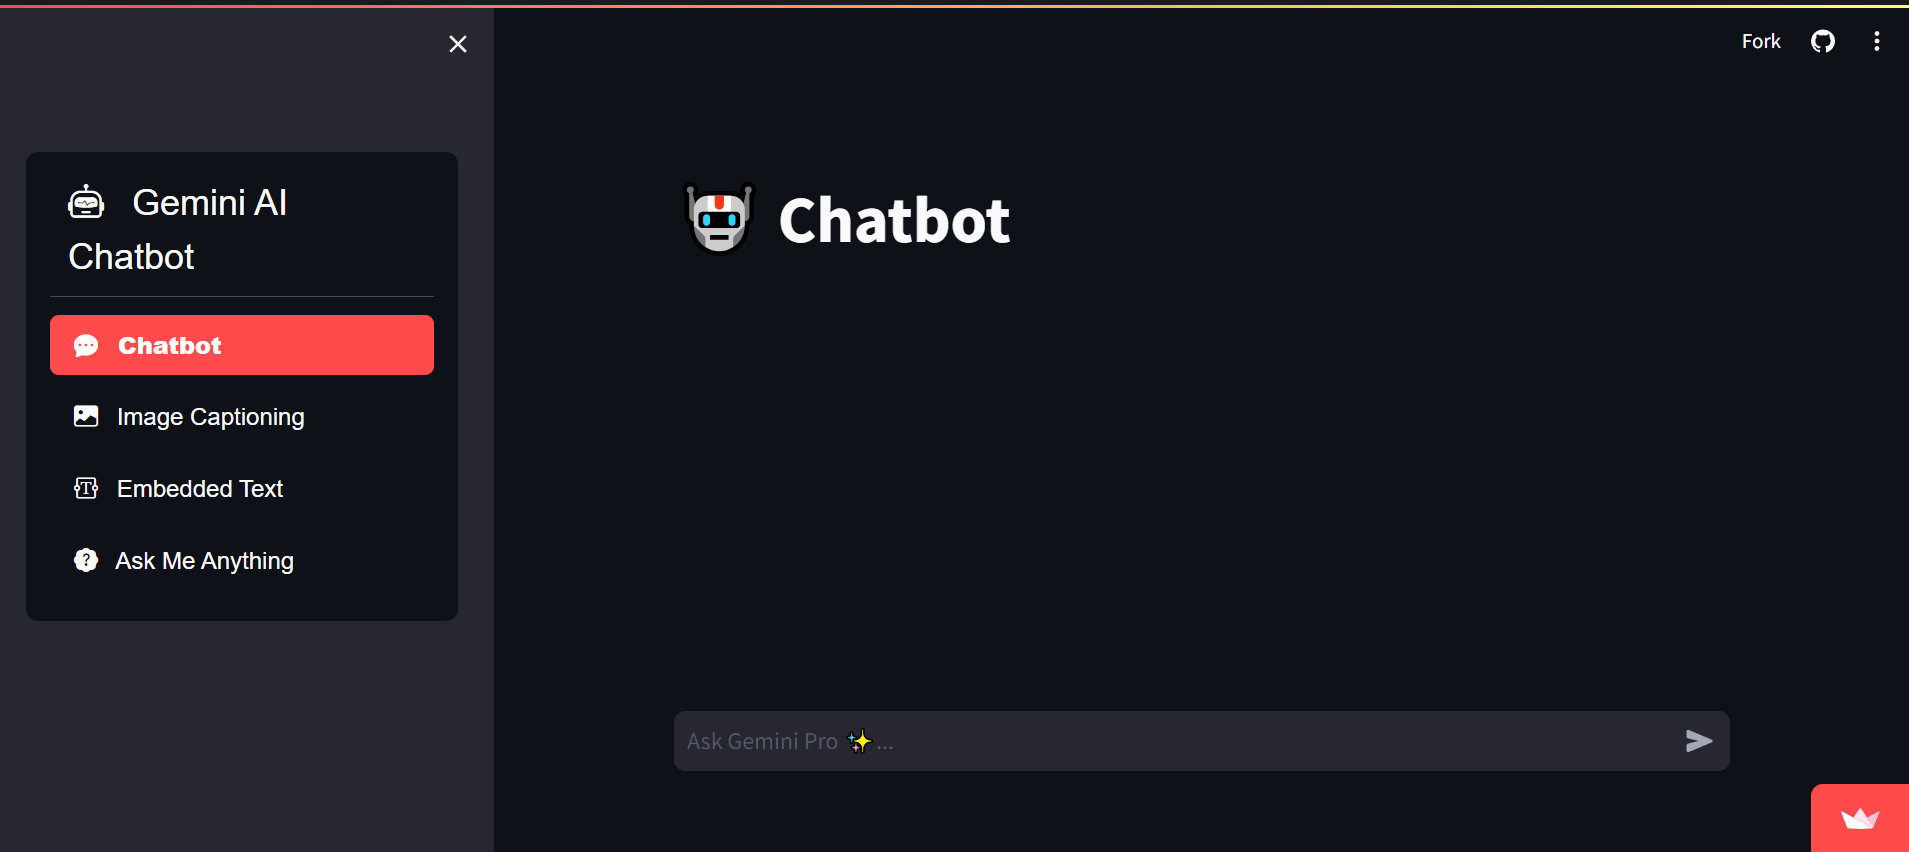 Fork
Gemini AI
Chatbot
Chatbot
Image Captioning
Embedded Text
Ask Me Anything
Chatbot
Ask Gemini Pro ✨...